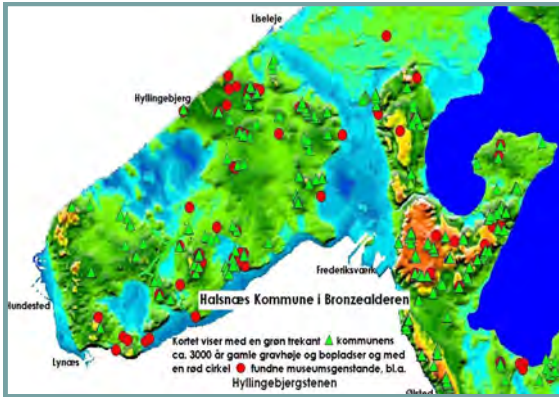 Liseleje
Hyllingebjerg
Frederiksværk
Hundested
Halsnæs Kommune i Bronzealderen
Kortet viser med en grøn trekant kommunens
ca. 3000 år gamle gravhøje og bopladser og med
en rød cirkel fundne museumsgenstande, bl.a.
Lynæs
Hyllingebjergstenen
Ølsted